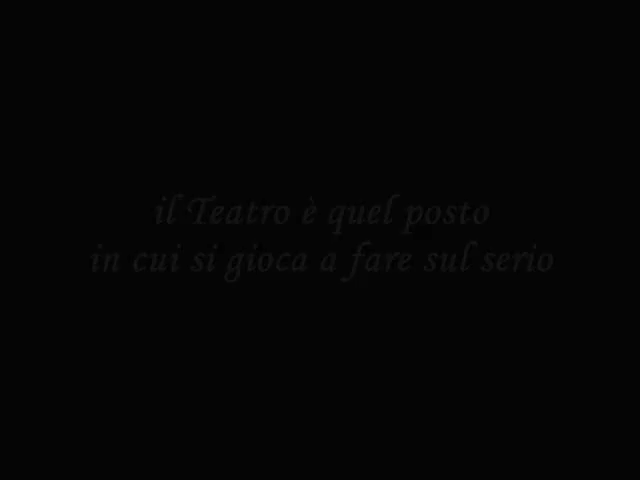 il Teatro è quel posto
in cui si gioca a fare sul serio